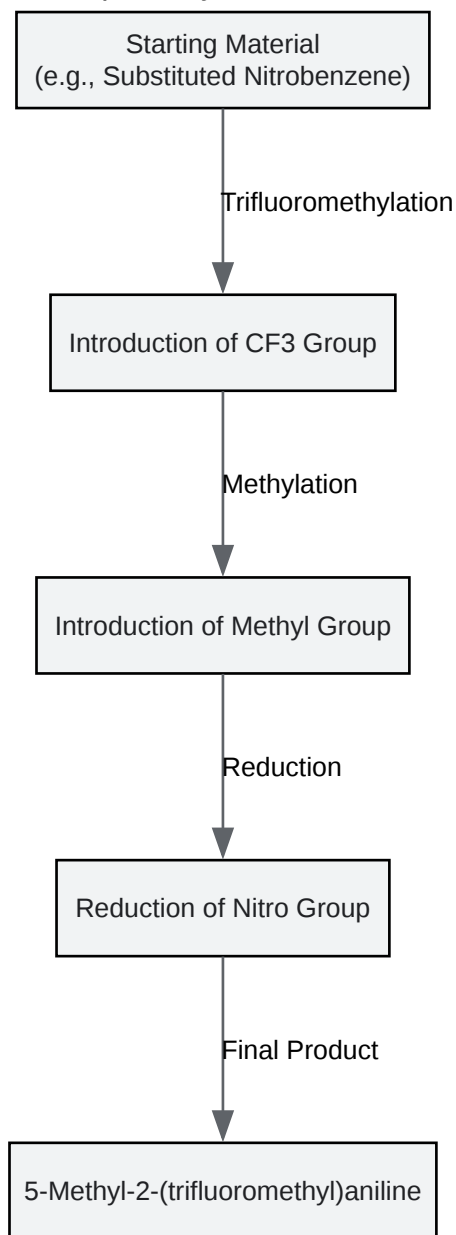 Starting Material
(e.g., Substituted Nitrobenzene)
Trifluoromethylation
Introduction of CF3 Group
Methylation
Introduction of Methyl Group
Reduction
Reduction of Nitro Group
Final Product
5-Methyl-2-(trifluoromethyl)aniline